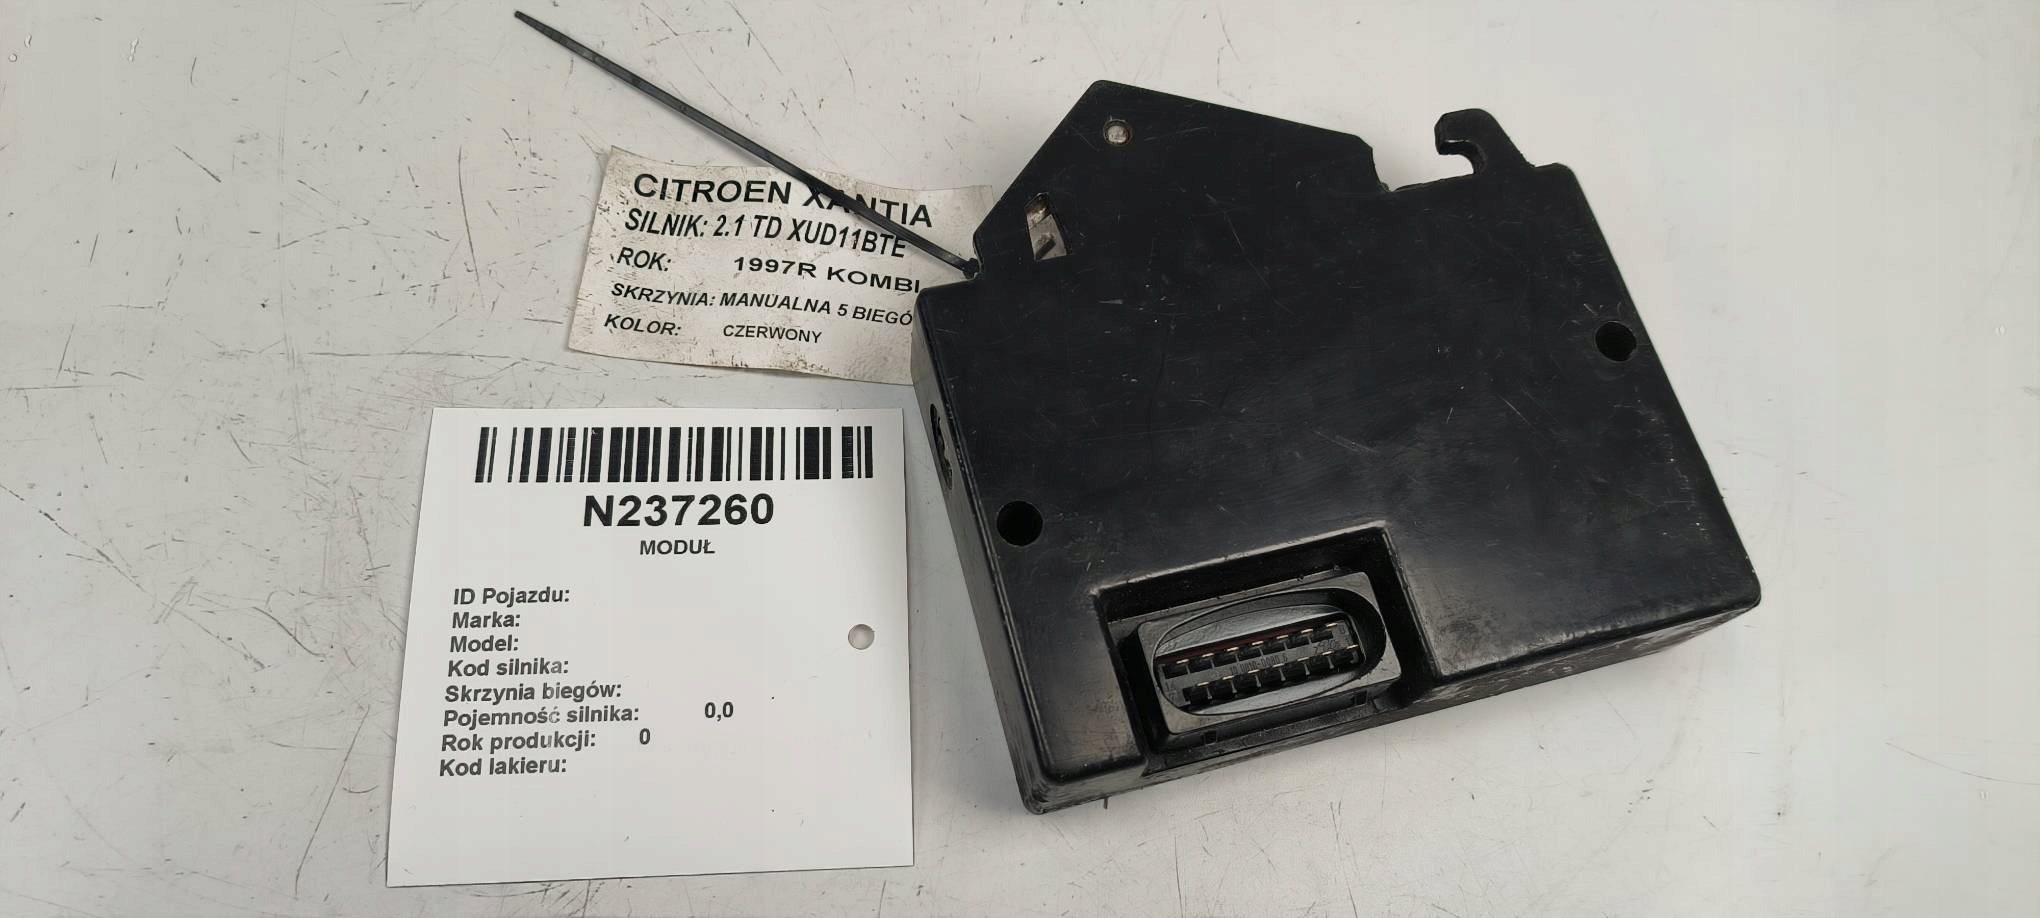 CITROEN XANTIA
SILNIK: 2.1 TD XUD11BTE
ROK: 1997R KOMBI
SKRZYNIA: MANUALNA 5 BIEGÓ
KOLOR: CZERWONY
N237260
MODUŁ
ID Pojazdu:
Marka:
Model:
Kod silnika:
Skrzynia biegów:
Pojemność silnika: 0,0
Rok produkcji: 0
Kod lakieru: